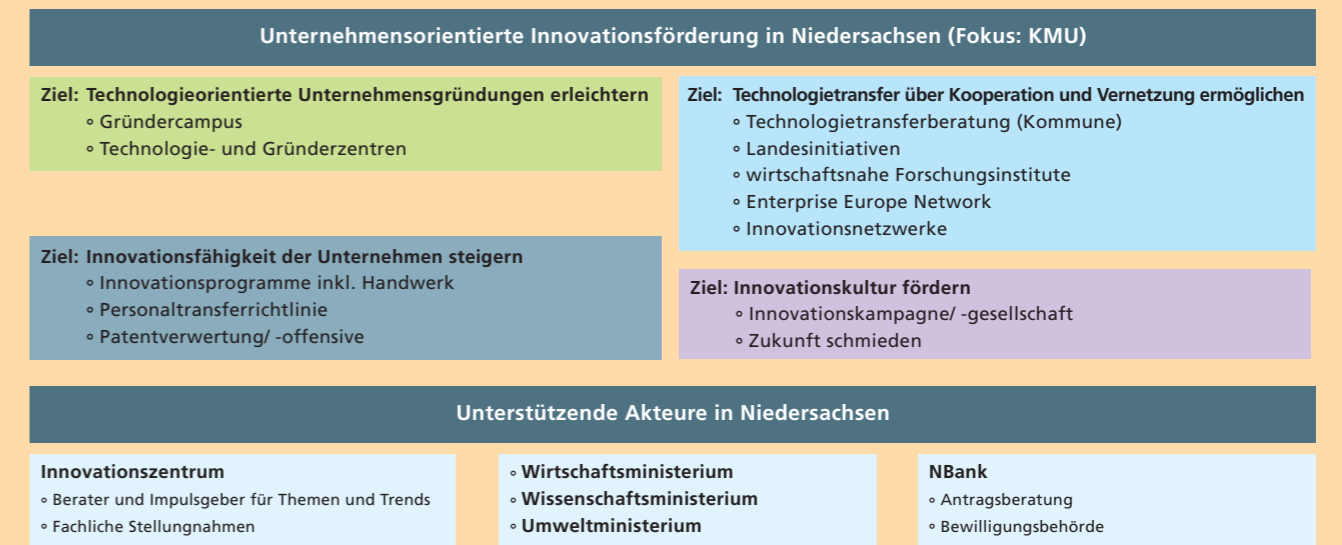 Unternehmensorientierte Innovationsförderung in Niedersachsen (Fokus: KMU)
Ziel: Technologieorientierte Unternehmensgründungen erleichtern
° Gründercampus
° Technologie- und Gründerzentren
Ziel: Innovationsfähigkeit der Unternehmen steigern
° Innovationsprogramme inkl. Handwerk
° Personaltransferrichtlinie
° Patentverwertung/ -offensive
Ziel: Technologietransfer über Kooperation und Vernetzung ermöglichen
° Technologietransferberatung (Kommune)
° Landesinitiativen
° wirtschaftsnahe Forschungsinstitute
° Enterprise Europe Network
° Innovationsnetzwerke
Ziel: Innovationskultur fördern
° Innovationskampagne/ -gesellschaft
° Zukunft schmieden
Unterstützende Akteure in Niedersachsen
Innovationszentrum
° Berater und Impulsgeber für Themen und Trends
° Fachliche Stellungnahmen
° Wirtschaftsministerium
° Wissenschaftsministerium
° Umweltministerium
NBank
° Antragsberatung
° Bewilligungsbehörde